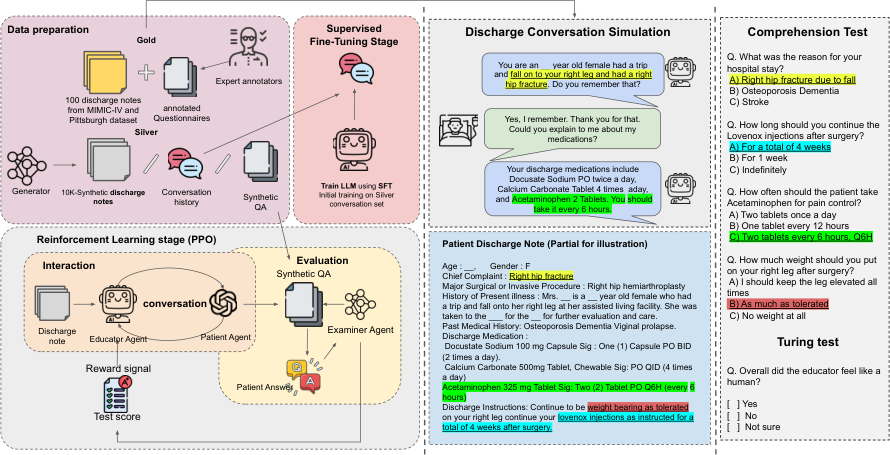 Data preparation
Gold
Expert annotators
100 discharge notes
from MIMIC-IV and
Pittsburgh dataset
annotated
Questionnaires
Silver
Generator
10K-Synthetic discharge
notes
Conversation
history
Synthetic
QA
Supervised
Fine-Tuning Stage
AI
Train LLM using SFT
Initial training on Silver
conversation set
Reinforcement Learning stage (PPO)
Interaction
conversation
Discharge
note
AI
Educator Agent
Patient Agent
Reward signal
Test score
Evaluation
Synthetic QA
Examiner Agent
Patient Answer
Q
A
Discharge Conversation Simulation
You are an __ year old female had a trip
and fall on to your right leg and had a right
hip fracture. Do you remember that?
AI
Yes, I remember. Thank you for that.
Could you explain to me about my
medications?
Your discharge medications include
Docusate Sodium PO twice a day,
Calcium Carbonate Tablet 4 times aday,
and Acetaminophen 2 Tablets. You should
take it every 6 hours.
AI
Patient Discharge Note (Partial for illustration)
Age : __, Gender : F
Chief Complaint : Right hip fracture
Major Surgical or Invasive Procedure : Right hip hemiarthroplasty
History of Present illness : Mrs. __ is a __ year old female who had
a trip and fall onto her right leg at her assisted living facility. She was
taken to the ___ for the __ for further evaluation and care.
Past Medical History: Osteoporosis Dementia Vaginal prolapse.
Discharge Medication :
Docustate Sodium 100 mg Capsule Sig : One (1) Capsule PO BID
(2 times a day).
Calcium Carbonate 500mg Tablet, Chewable Sig: PO QID (4 times
a day)
Acetaminophen 325 mg Tablet Sig: Two (2) Tablet PO Q6H (every 6
hours)
Discharge Instructions: Continue to be weight bearing as tolerated
on your right leg continue your lovenox injections as instructed for a
total of 4 weeks after surgery.
Comprehension Test
Q. What was the reason for your
hospital stay?
A) Right hip fracture due to fall
B) Osteoporosis Dementia
C) Stroke
Q. How long should you continue the
Lovenox injections after surgery?
A) For a total of 4 weeks
B) For 1 week
C) Indefinitely
Q. How often should the patient take
Acetaminophen for pain control?
A) Two tablets once a day
B) One tablet every 12 hours
C) Two tablets every 6 hours, Q6H
Q. How much weight should you put
on your right leg after surgery?
A) I should keep the leg elevated all
times
B) As much as tolerated
C) No weight at all
Turing test
Q. Overall did the educator feel like a
human?
[ ] Yes
[ ] No
[ ] Not sure